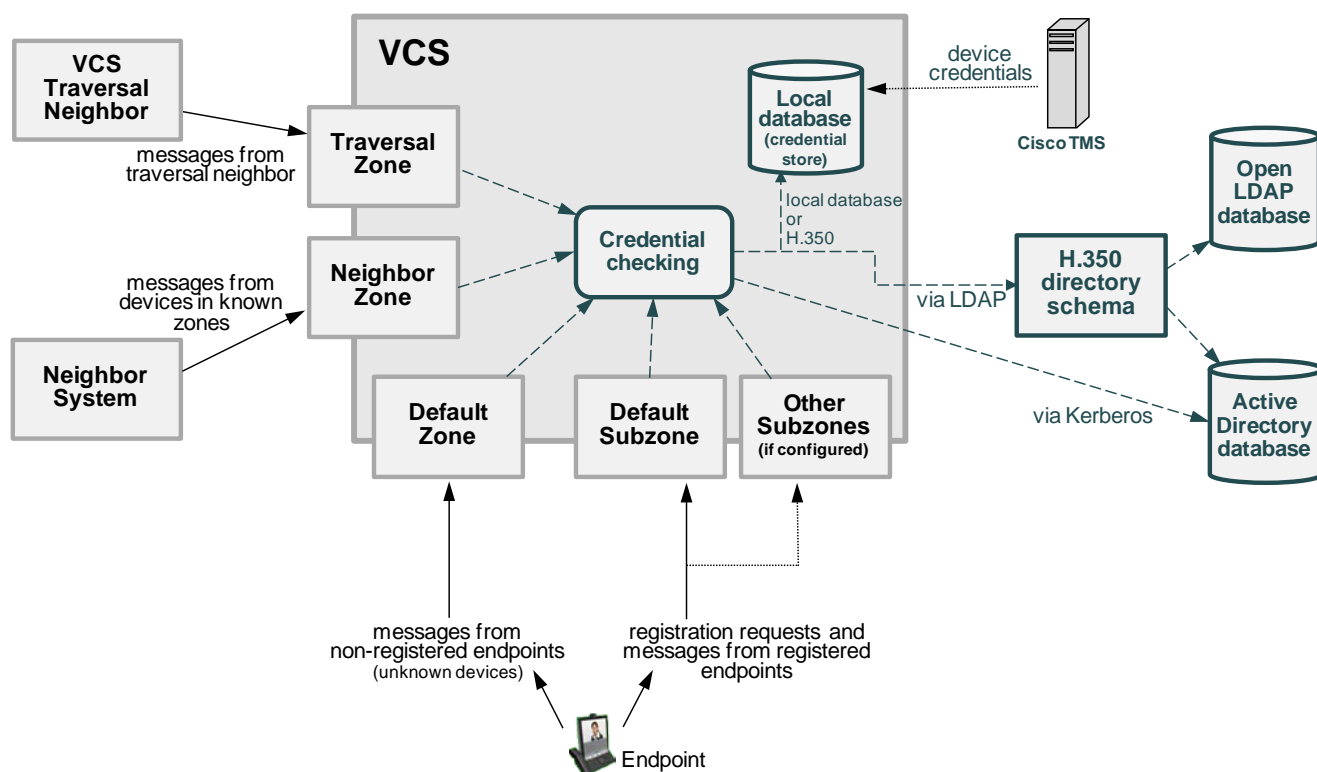 VCS
VCS
Traversal
Neighbor
messages from
traversal neighbor
Traversal
Zone
messages from
devices in known
zones
Neighbor
Zone
Neighbor
System
Credential
checking
Local
database
(credential
store)
device
credentials
Cisco TMS
local database
or
H.350
via LDAP
H.350
directory
schema
Open
LDAP
database
via Kerberos
Active
Directory
database
Default
Zone
Default
Subzone
Other
Subzones
(if configured)
messages from
non-registered endpoints
(unknown devices)
registration requests and
messages from registered
endpoints
Endpoint